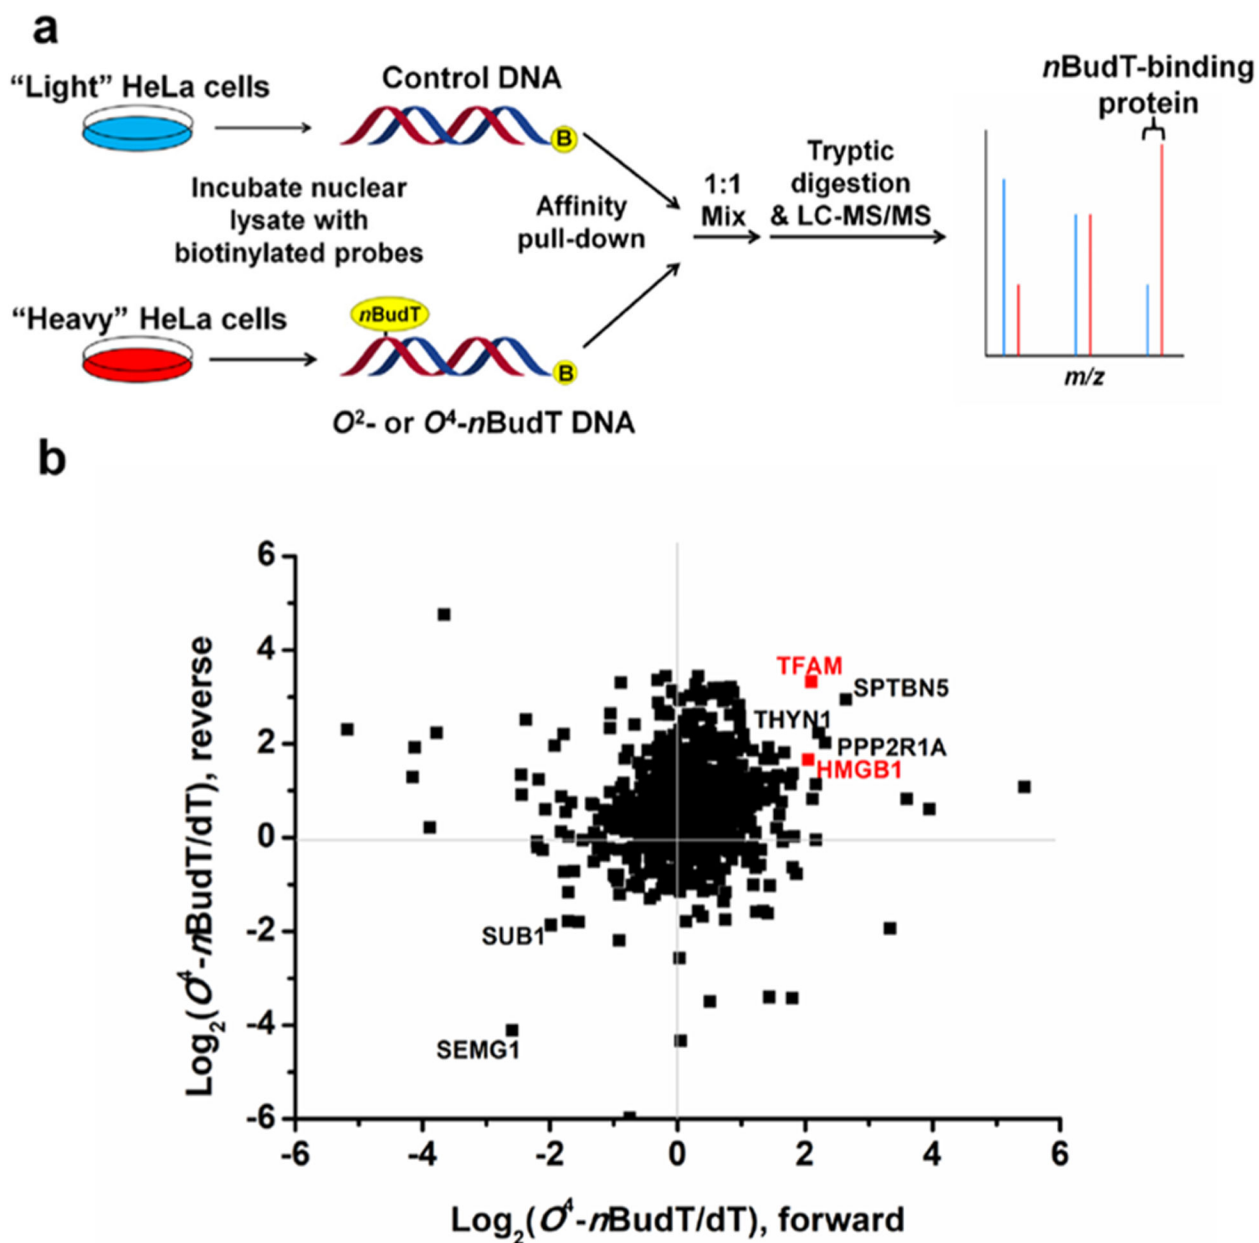 a
"Light" HeLa cells
Control DNA
B
Incubate nuclear
lysate with
biotinylated probes
Affinity
pull-down
1:1
Mix
Tryptic
digestion
& LC-MS/MS
nBudT-binding
protein
m/z
"Heavy" HeLa cells
nBudT
B
O²- or O⁴-nBudT DNA
b
Log₂(O⁴-nBudT/dT), reverse
6
4
2
0
-2
-4
-6
TFAM
SPTBN5
THYN1
PPP2R1A
HMGB1
SUB1
SEMG1
-6 -4 -2 0 2 4 6
Log₂(O⁴-nBudT/dT), forward